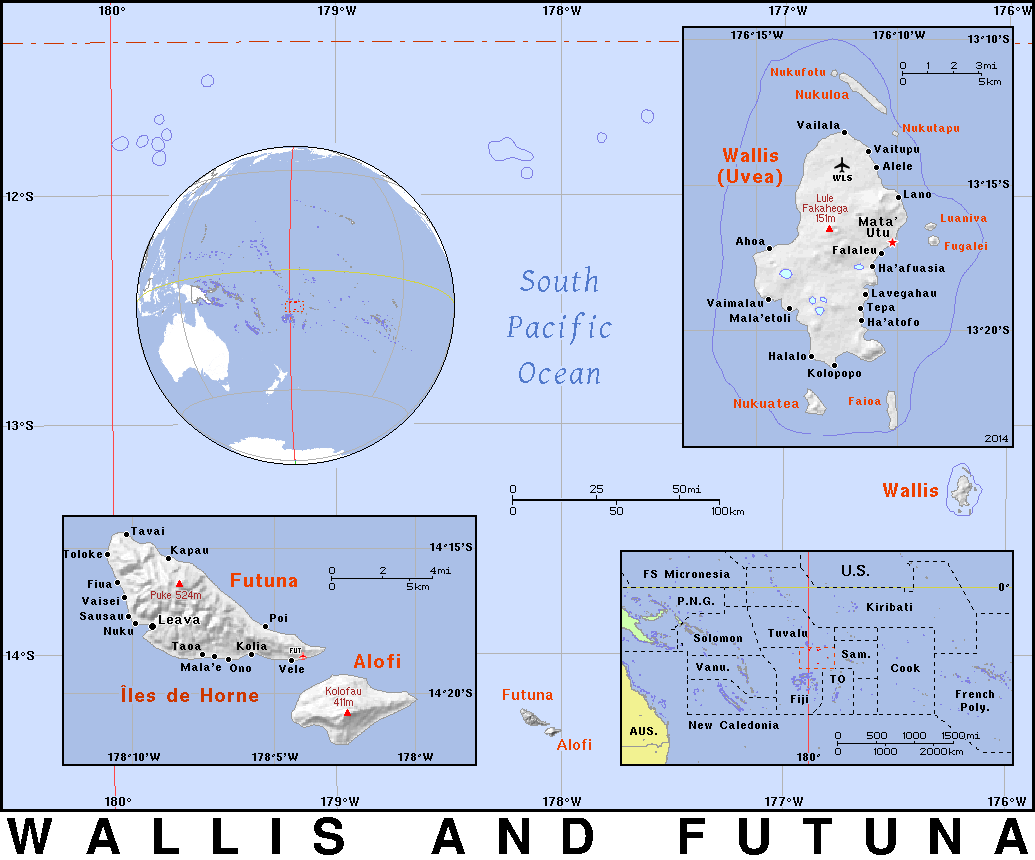 180°
179°W
178°W
177°W
176°W
12°S
13°S
14°S
South
Pacific
Ocean
176°15'W
176°10'W
13°10'S
0 1 2 3mi
0 5km
Nukufotu
Nukuloa
Nukutapu
Vailala
Vaitupu
Alele
Wallis
(Uvea)
WLS
13°15'S
Lano
Lule
Fakahega
151m
Mata'
Utu
Luaniva
Fugalei
Ahoa
Falaleu
Ha'afuasia
Lavegahau
Vaimalau
Tepa
Mala'etoli
Ha'atofo
13°20'S
Halalo
Kolopopo
Nukuatea
Faioa
2014
Wallis
0 25 50mi
0 50 100km
Tavai
Toloke
Kapau
14°15'S
Futuna
0 2 4mi
0 5km
Fiua
Puke 524m
Vaisei
Sausau
Leava
Nuku
Poi
Taoa
Kolia
FUT
Mala'e
Ono
Vele
Alofi
Îles de Horne
Kolofau
411m
14°20'S
178°10'W
178°5'W
178°W
Futuna
Alofi
FS Micronesia
U.S.
0°
P.N.G.
Kiribati
Solomon
Tuvalu
Sam.
Vanu.
Cook
TO
Fiji
French
Poly.
New Caledonia
AUS.
0 500 1000 1500mi
0 1000 2000km
180°
180°
179°W
178°W
177°W
176°W
WALLIS AND FUTUNA